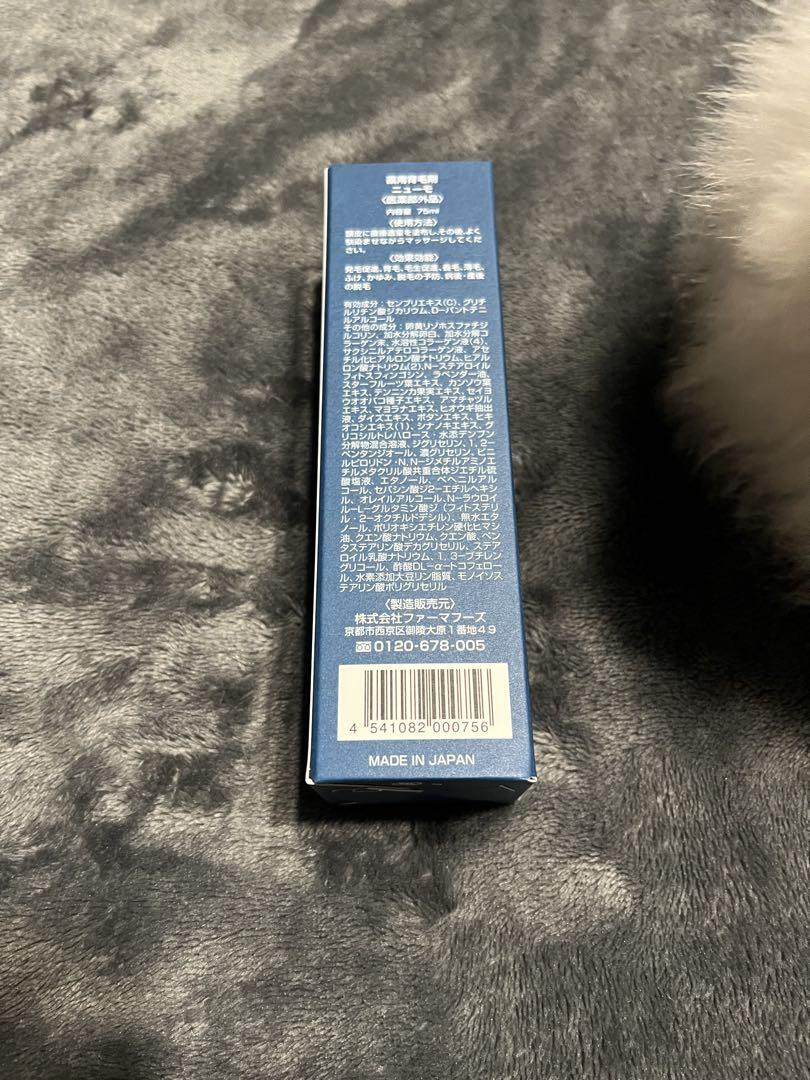 薬用育毛剤
ニューモ
〈医薬部外品〉
内容量 75ml
〈使用方法〉
頭皮に直接適量を塗布し、その後、よく
馴染ませながらマッサージしてくだ
さい。
〈効果効能〉
発毛促進、育毛、毛生促進、養毛、薄毛、
ふけ、かゆみ、脱毛の予防、病後・産後
の脱毛
有効成分：センブリエキス(C)、グリチ
ルリチン酸ジカリウム、D-パントテニ
ルアルコール
その他の成分：卵黄リゾホスファチジ
ルコリン、加水分解卵白、加水分解コ
ラーゲン末、水溶性コラーゲン液(4)、
サクシニルアテロコラーゲン液、アセ
チル化ヒアルロン酸ナトリウム、ヒアル
ロン酸ナトリウム(2)、N-ステアロイル
フィトスフィンゴシン、ラベンダー油、
スターフルーツ葉エキス、カンゾウ葉
エキス、テンニンカ果実エキス、セイヨ
ウオオバコ種子エキス、アマチャヅル
エキス、マヨラナエキス、ヒオウギ抽出
液、ダイズエキス、ボタンエキス、ヒキ
オコシエキス(1)、シナノキエキス、グ
リコシルトレハロース・水添デンプン
分解物混合溶液、ジグリセリン、1,2-
ペンタンジオール、濃グリセリン、ビニ
ルピロリドン・N,N-ジメチルアミノエ
チルメタクリル酸共重合体ジエチル硫
酸塩液、エタノール、ベヘニルアル
コール、セバシン酸ジ2-エチルヘキシ
ル、オレイルアルコール、N-ラウロイ
ル-L-グルタミン酸ジ(フィトステリ
ル・2-オクチルドデシル)、無水エタ
ノール、ポリオキシエチレン硬化ヒマシ
油、クエン酸ナトリウム、クエン酸、ペン
タステアリン酸デカグリセリル、ステア
ロイル乳酸ナトリウム、1,3-ブチレン
グリコール、酢酸DL-α-トコフェロー
ル、水素添加大豆リン脂質、モノイソス
テアリン酸ポリグリセリル
〈製造販売元〉
株式会社ファーマフーズ
京都市西京区御陵大原1番地49
0120-678-005
4 541082 000756
MADE IN JAPAN